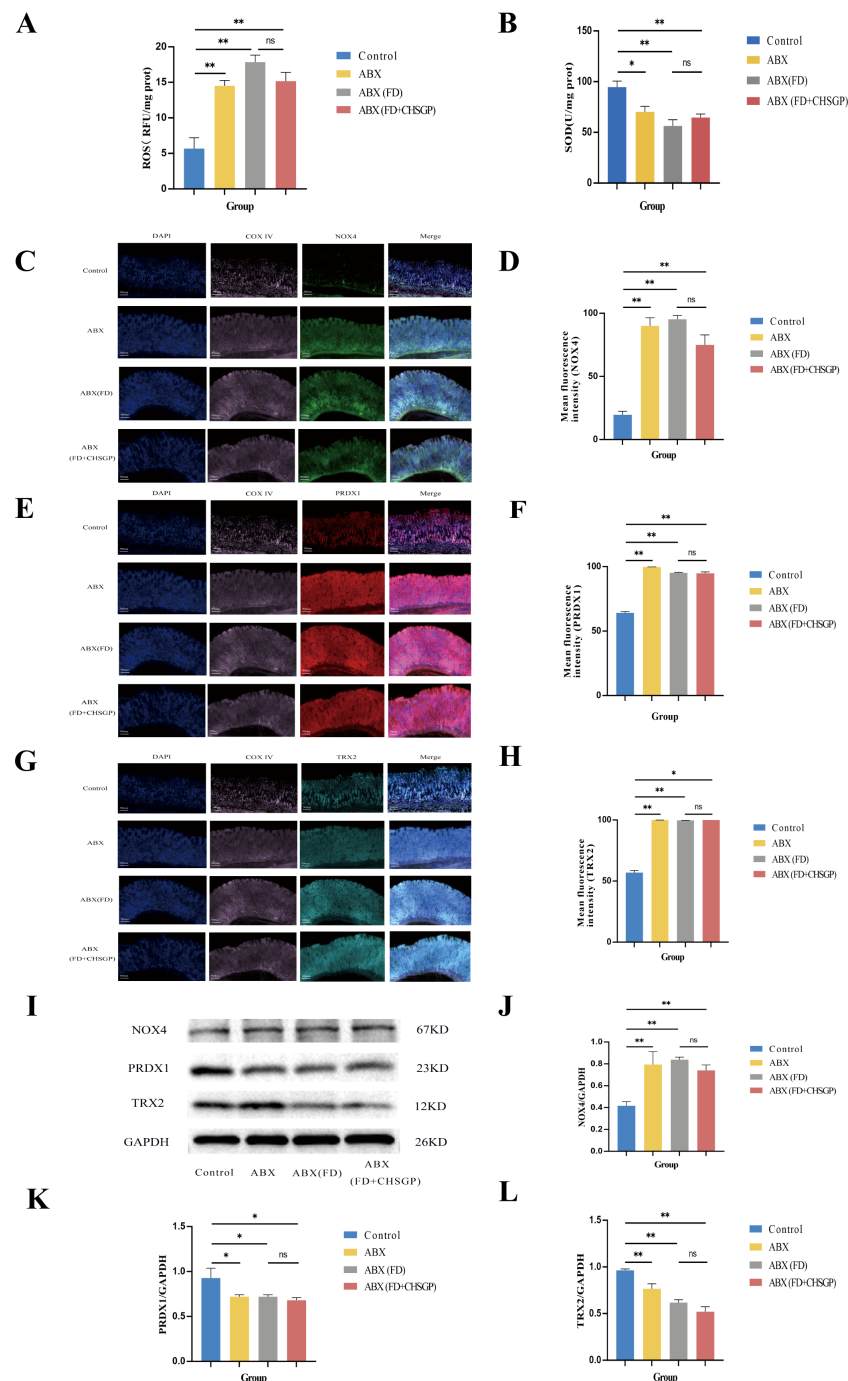 A
ROS( RFU/mg prot)
20
15
10
5
0
**
**
**
ns
Group
Control
ABX
ABX (FD)
ABX (FD+CHSGP)
B
SOD(U/mg prot)
150
100
50
0
**
**
*
ns
Group
Control
ABX
ABX(FD)
ABX (FD+CHSGP)
C
DAPI COX IV NOX4 Merge
Control
ABX
ABX(FD)
ABX
(FD+CHSGP)
D
Mean fluorescence
intensity (NOX4)
100
50
0
**
**
**
ns
Group
Control
ABX
ABX (FD)
ABX (FD+CHSGP)
E
DAPI COX IV PRDX1 Merge
Control
ABX
ABX(FD)
ABX
(FD+CHSGP)
F
Mean fluorescence
intensity (PRDX1)
100
50
0
**
**
**
ns
Group
Control
ABX
ABX (FD)
ABX (FD+CHSGP)
G
DAPI COX IV TRX2 Merge
Control
ABX
ABX(FD)
ABX
(FD+CHSGP)
H
Mean fluorescence
intensity (TRX2)
100
50
0
*
**
**
ns
Group
Control
ABX
ABX (FD)
ABX (FD+CHSGP)
I
NOX4 67KD
PRDX1 23KD
TRX2 12KD
GAPDH 26KD
Control ABX ABX(FD) ABX
(FD+CHSGP)
J
NOX4/GAPDH
1.0
0.8
0.6
0.4
0.2
0.0
**
**
**
ns
Group
Control
ABX
ABX (FD)
ABX (FD+CHSGP)
K
PRDX1/GAPDH
1.5
1.0
0.5
0.0
*
*
*
ns
Group
Control
ABX
ABX (FD)
ABX (FD+CHSGP)
L
TRX2/GAPDH
1.5
1.0
0.5
0.0
**
**
**
ns
Group
Control
ABX
ABX (FD)
ABX (FD+CHSGP)